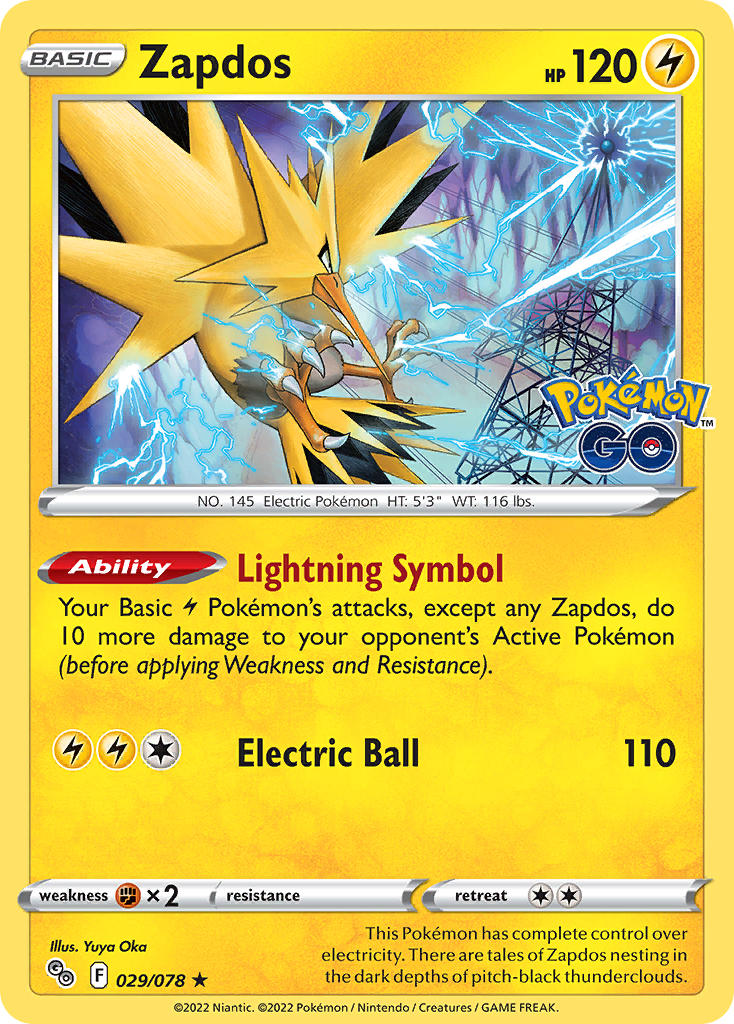 BASIC Zapdos HP 120
Pokémon
GO ™
NO. 145 Electric Pokémon HT: 5'3" WT: 116 lbs.
Ability Lightning Symbol
Your Basic Pokémon's attacks, except any Zapdos, do
10 more damage to your opponent's Active Pokémon
(before applying Weakness and Resistance).
Electric Ball 110
weakness ×2 resistance retreat
This Pokémon has complete control over
electricity. There are tales of Zapdos nesting in
the dark depths of pitch-black thunderclouds.
Illus. Yuya Oka
GO F 029/078 ★
©2022 Niantic. ©2022 Pokémon / Nintendo / Creatures / GAME FREAK.